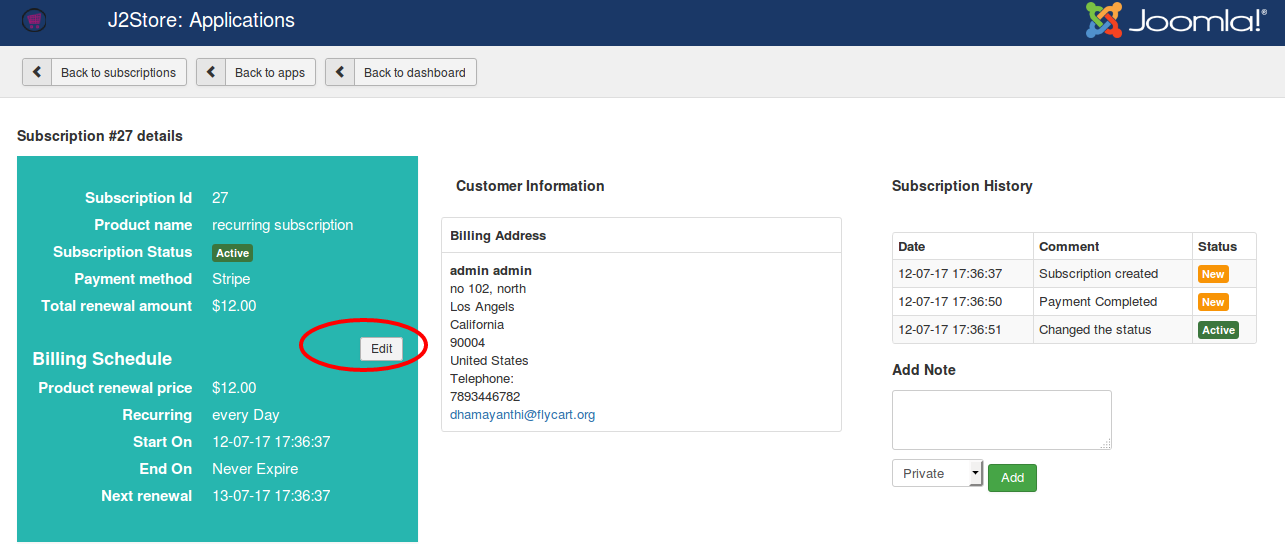 J2Store: Applications
Joomla!®
Back to subscriptions
Back to apps
Back to dashboard
Subscription #27 details
Subscription Id 27
Product name recurring subscription
Subscription Status Active
Payment method Stripe
Total renewal amount $12.00
Edit
Billing Schedule
Product renewal price $12.00
Recurring every Day
Start On 12-07-17 17:36:37
End On Never Expire
Next renewal 13-07-17 17:36:37
Customer Information
Billing Address
admin admin
no 102, north
Los Angels
California
90004
United States
Telephone:
7893446782
dhamayanthi@flycart.org
Subscription History
Date Comment Status
12-07-17 17:36:37 Subscription created New
12-07-17 17:36:50 Payment Completed New
12-07-17 17:36:51 Changed the status Active
Add Note
Private
Add